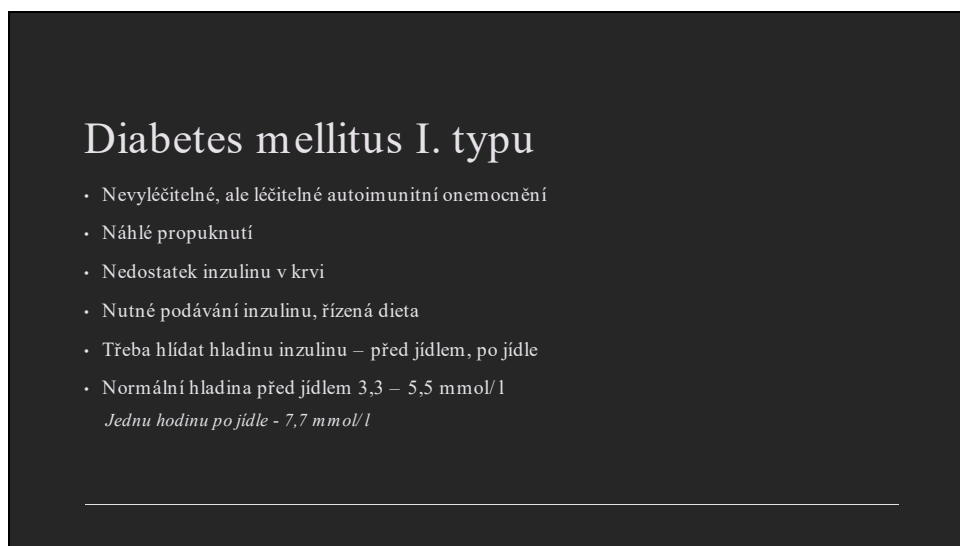 Diabetes mellitus I. typu
• Nevyléčitelné, ale léčitelné autoimunitní onemocnění
• Náhlé propuknutí
• Nedostatek inzulinu v krvi
• Nutné podávání inzulinu, řízená dieta
• Třeba hlídat hladinu inzulinu – před jídlem, po jídle
• Normální hladina před jídlem 3,3 – 5,5 mmol/l
Jednu hodinu po jídle - 7,7 mmol/l